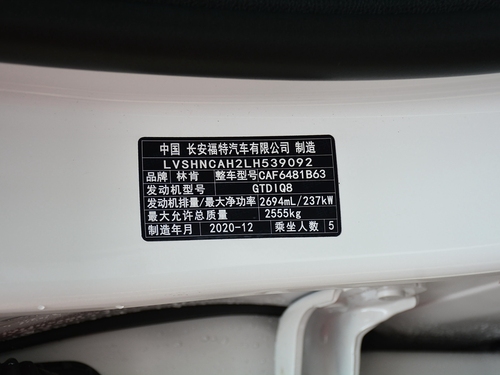 中国 长安福特汽车有限公司 制造
LVSHNCAH2LH539092
品牌 林肯 整车型号 CAF6481B63
发动机型号 GTDIQ8
发动机排量/最大净功率 2694mL/237kW
最大允许总质量 2555kg
制造年月 2020-12 乘坐人数 5